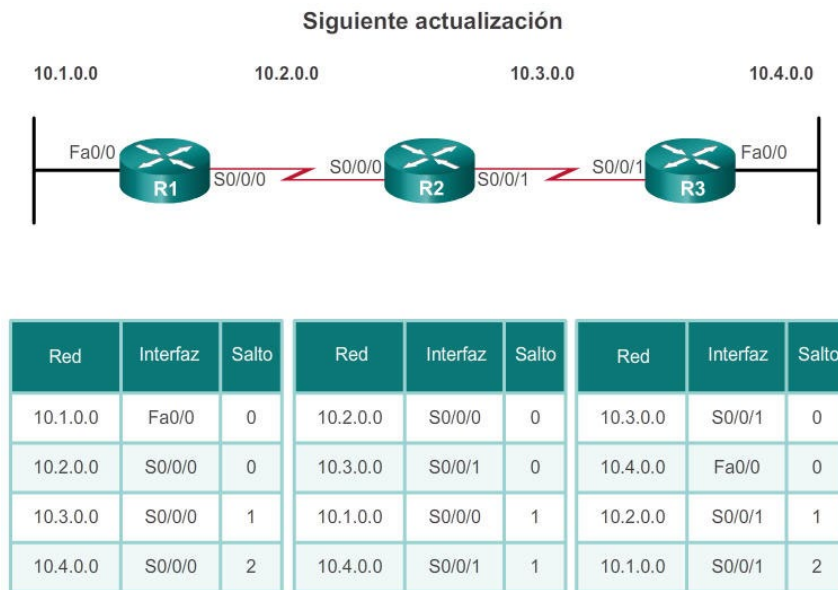 Siguiente actualización
10.1.0.0 10.2.0.0 10.3.0.0 10.4.0.0
Fa0/0 S0/0/0 S0/0/0 S0/0/1 S0/0/1 Fa0/0
R1 R2 R3
Red Interfaz Salto Red Interfaz Salto Red Interfaz Salto
10.1.0.0 Fa0/0 0 10.2.0.0 S0/0/0 0 10.3.0.0 S0/0/1 0
10.2.0.0 S0/0/0 0 10.3.0.0 S0/0/1 0 10.4.0.0 Fa0/0 0
10.3.0.0 S0/0/0 1 10.1.0.0 S0/0/0 1 10.2.0.0 S0/0/1 1
10.4.0.0 S0/0/0 2 10.4.0.0 S0/0/1 1 10.1.0.0 S0/0/1 2